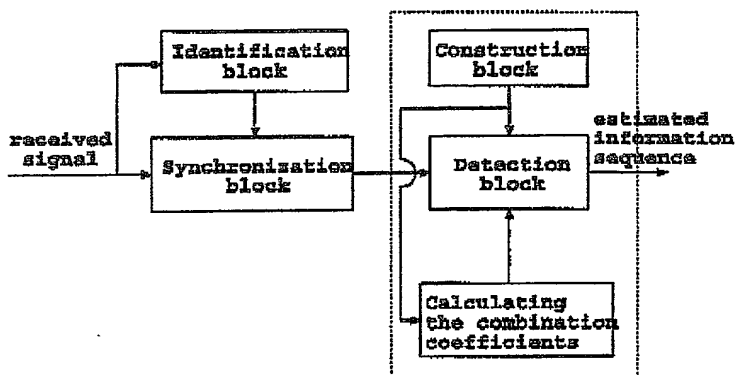 Identification
block
Construction
block
received
signal
Synchronization
block
Detection
block
estimated
information
sequence
Calculating
the combination
coefficients